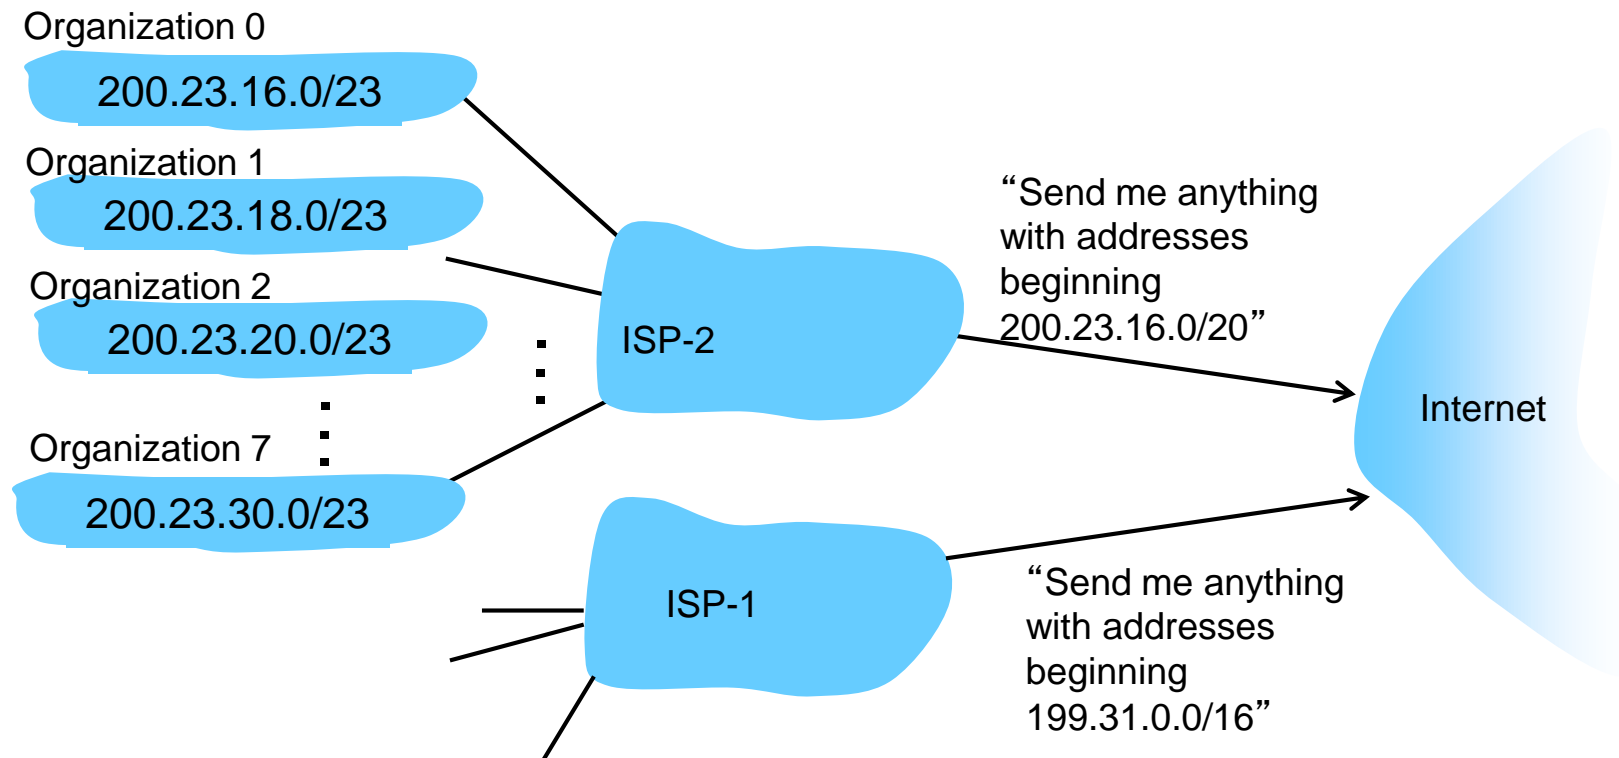 Organization 0
200.23.16.0/23
Organization 1
200.23.18.0/23
Organization 2
200.23.20.0/23
Organization 7
200.23.30.0/23
ISP-2
“Send me anything
with addresses
beginning
200.23.16.0/20”
Internet
ISP-1
“Send me anything
with addresses
beginning
199.31.0.0/16”